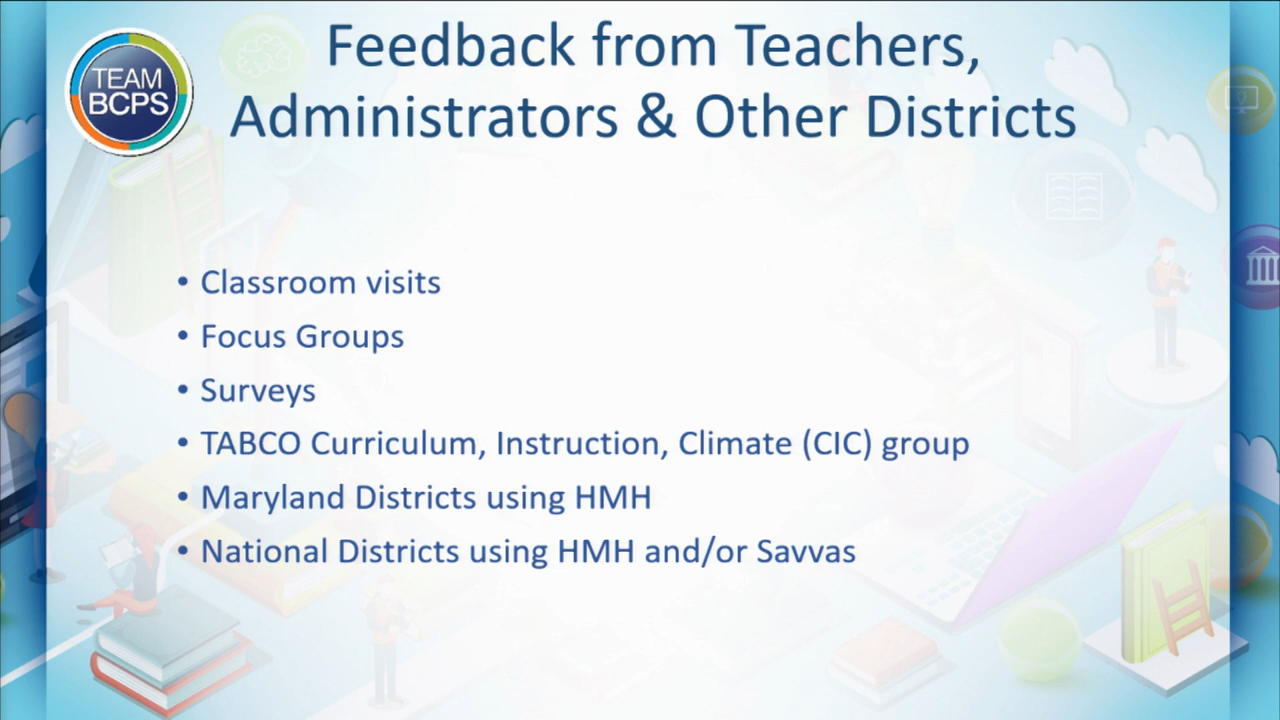 TEAM
BCPS
Feedback from Teachers,
Administrators & Other Districts
• Classroom visits
• Focus Groups
• Surveys
• TABCO Curriculum, Instruction, Climate (CIC) group
• Maryland Districts using HMH
• National Districts using HMH and/or Savvas